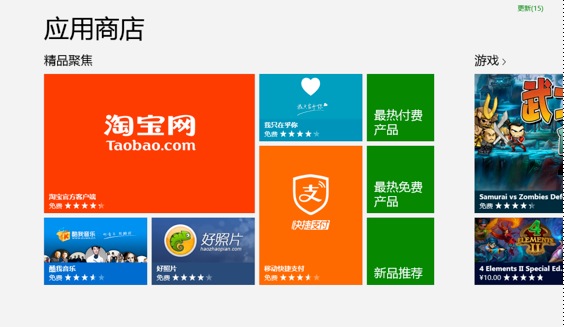 更新(15)
应用商店
精品聚焦
游戏
淘宝网
Taobao.com
淘宝官方客户端
免费
我只在乎你
免费
最热付费
产品
支
快捷支付
移动快捷支付
免费
最热免费
产品
酷我音乐
酷我音乐
免费
好照片
haozhaopian.com
好照片
免费
新品推荐
Samurai vs Zombies Def
免费
4 ELEMENTS II
4 Elements II Special Ed...
¥10.00